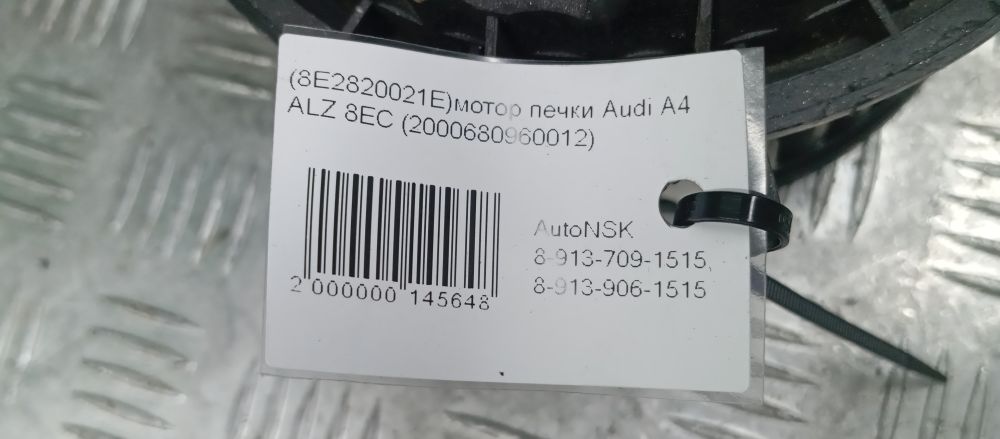 (8E2820021E)мотор печки Audi A4
ALZ 8EC (2000680960012)
AutoNSK
8-913-709-1515,
8-913-906-1515
2 000000 145648